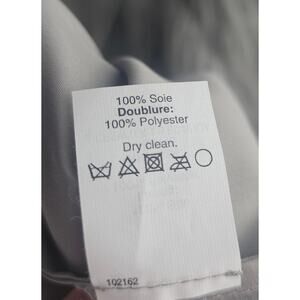 100% Soie
Doublure:
100% Polyester
Dry clean.
102162